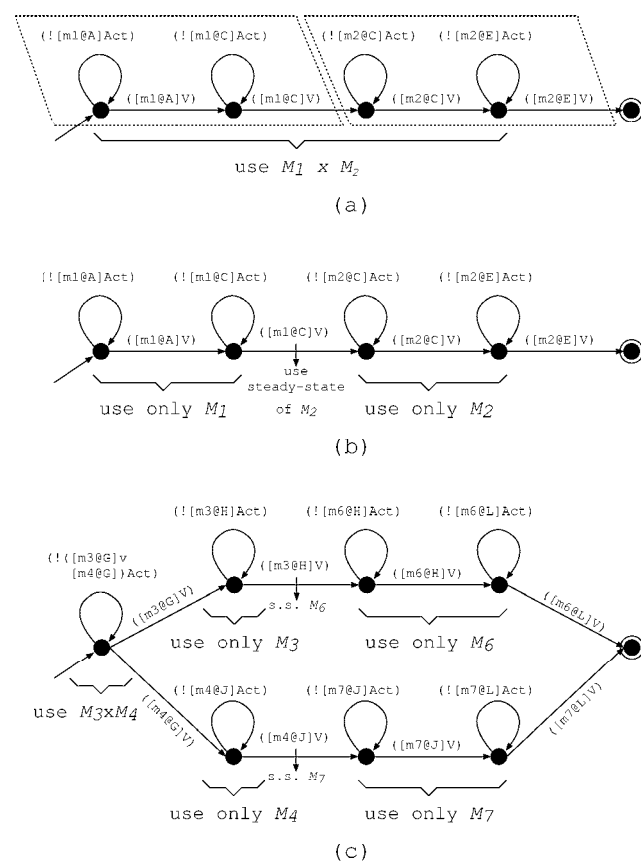 (![m1@A]Act) (![m1@C]Act) (![m2@C]Act) (![m2@E]Act)
([m1@A]V) ([m1@C]V) ([m2@C]V) ([m2@E]V)
use M1 x M2
(a)
(![m1@A]Act) (![m1@C]Act) (![m2@C]Act) (![m2@E]Act)
([m1@A]V) ([m1@C]V) ([m2@C]V) ([m2@E]V)
use
steady-state
of M2
use only M1 use only M2
(b)
(![m3@H]Act) (![m6@H]Act) (![m6@L]Act)
(!([m3@G]v
[m4@G])Act)
([m3@G]V) ([m3@H]V) ([m6@H]V) ([m6@L]V)
s.s. M6
use only M3 use only M6
use M3xM4
(![m4@J]Act) (![m7@J]Act) (![m7@L]Act)
([m4@G]V) ([m4@J]V) ([m7@J]V) ([m7@L]V)
s.s. M7
use only M4 use only M7
(c)